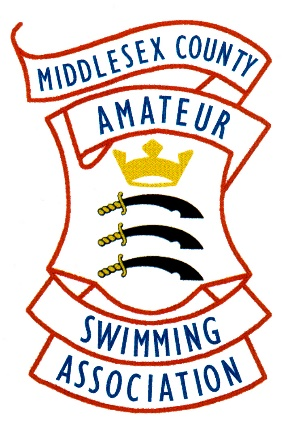 MIDDLESEX COUNTY
AMATEUR
SWIMMING
ASSOCIATION